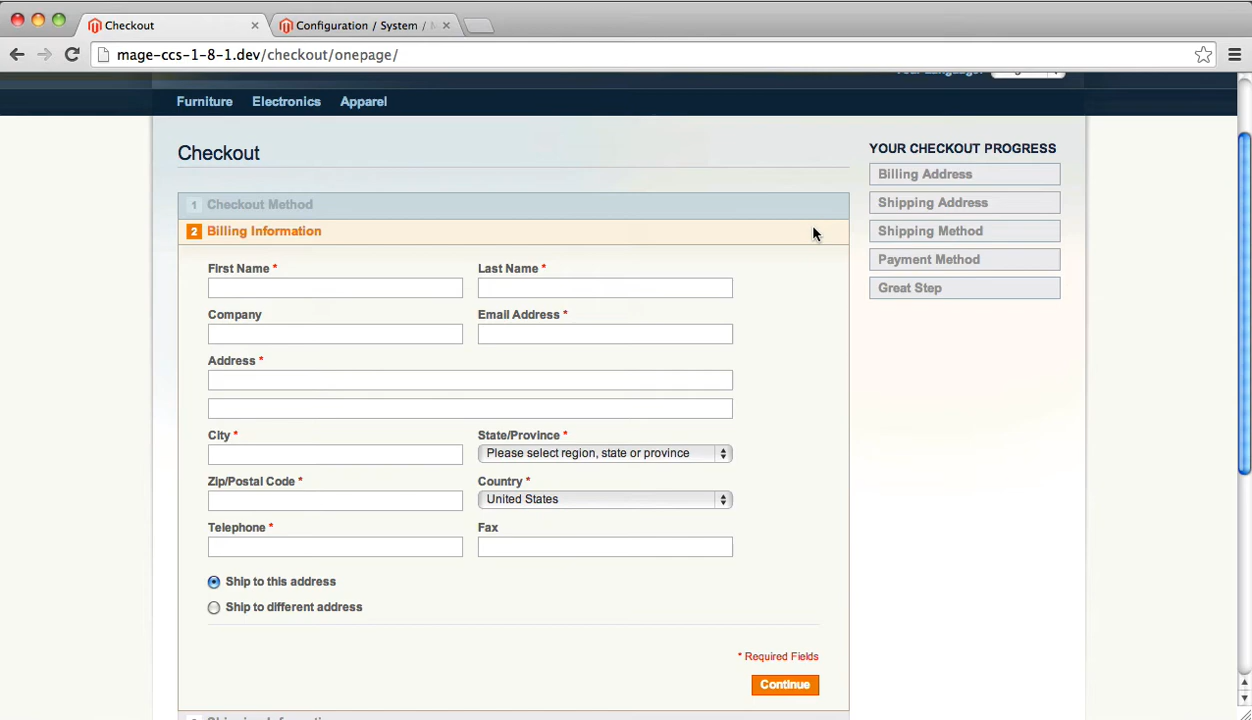 Checkout
Configuration / System /
mage-ccs-1-8-1.dev/checkout/onepage/
Your Language:
Furniture Electronics Apparel
Checkout
1 Checkout Method
2 Billing Information
First Name *
Last Name *
Company
Email Address *
Address *
City *
State/Province *
Please select region, state or province
Zip/Postal Code *
Country *
United States
Telephone *
Fax
Ship to this address
Ship to different address
* Required Fields
Continue
YOUR CHECKOUT PROGRESS
Billing Address
Shipping Address
Shipping Method
Payment Method
Great Step